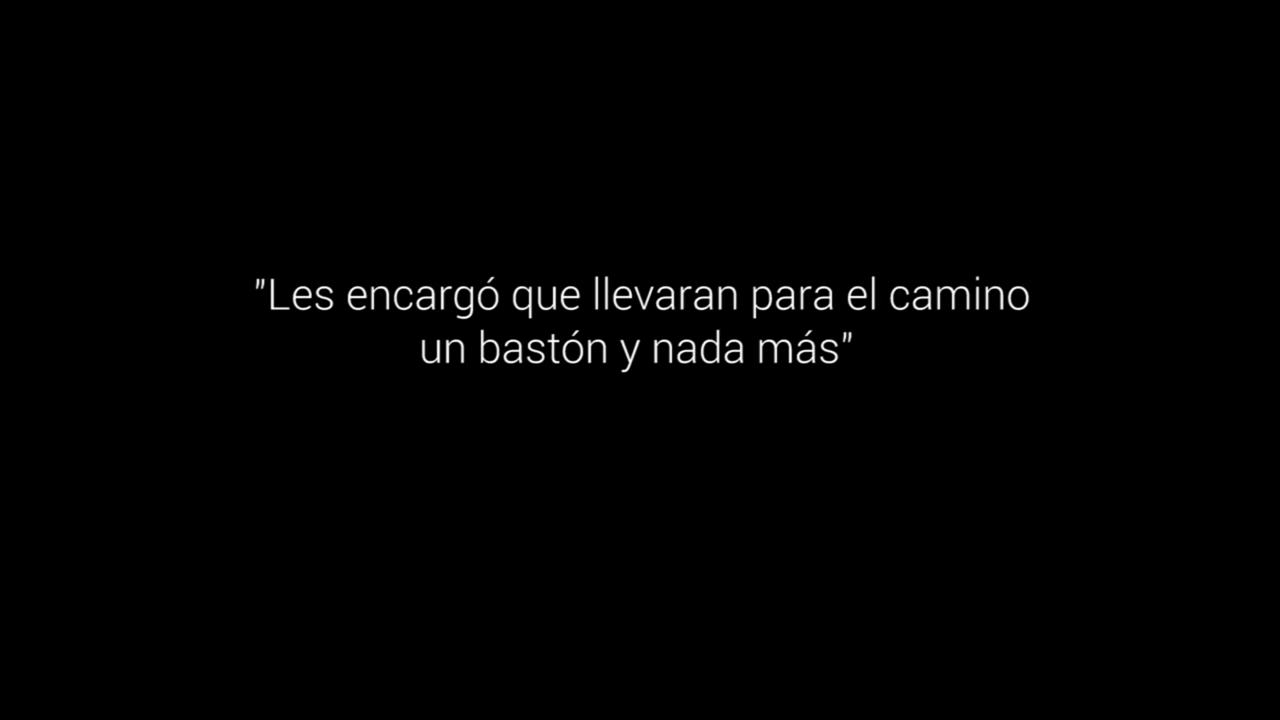 "Les encargó que llevaran para el camino
un bastón y nada más"